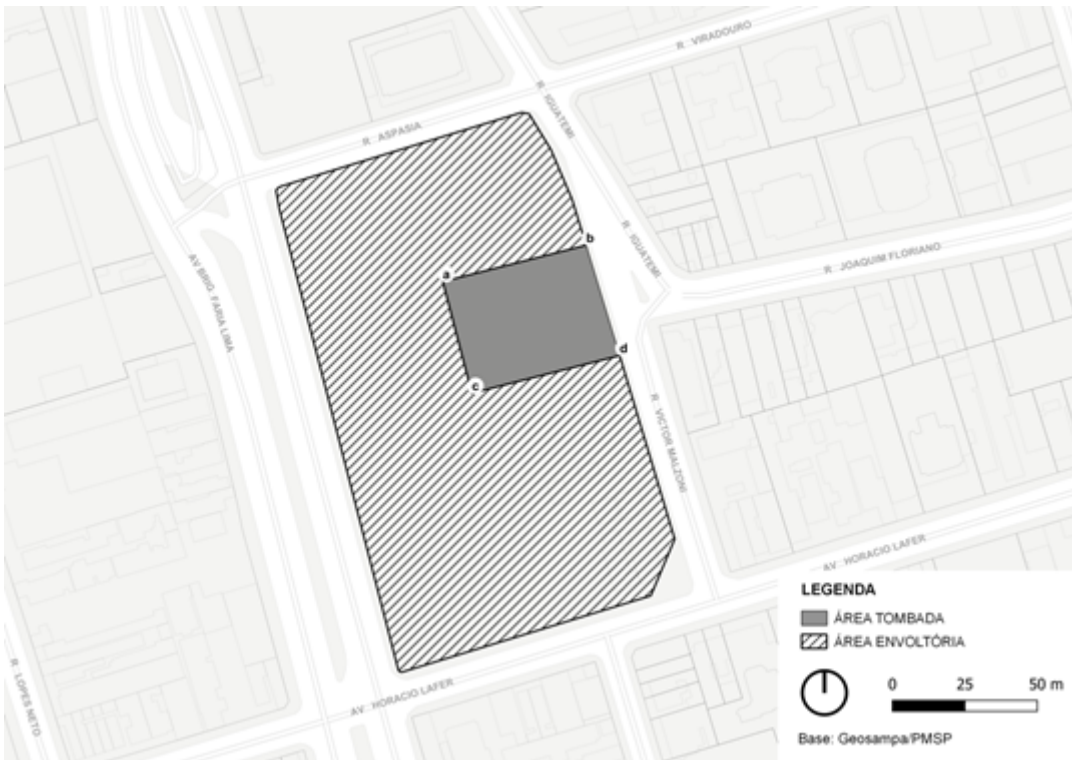 R. VIRADOURO
R. IGUATEMI
R. ASPASIA
b
R. IGUATEMI
R. JOAQUIM FLORIANO
AV BRIG. FARIA LIMA
a
d
c
R. VICTOR MALZONI
AV HORACIO LAFER
AV HORACIO LAFER
R. LOPES NETO
LEGENDA
ÁREA TOMBADA
ÁREA ENVOLTÓRIA
0 25 50 m
Base: Geosampa/PMSP